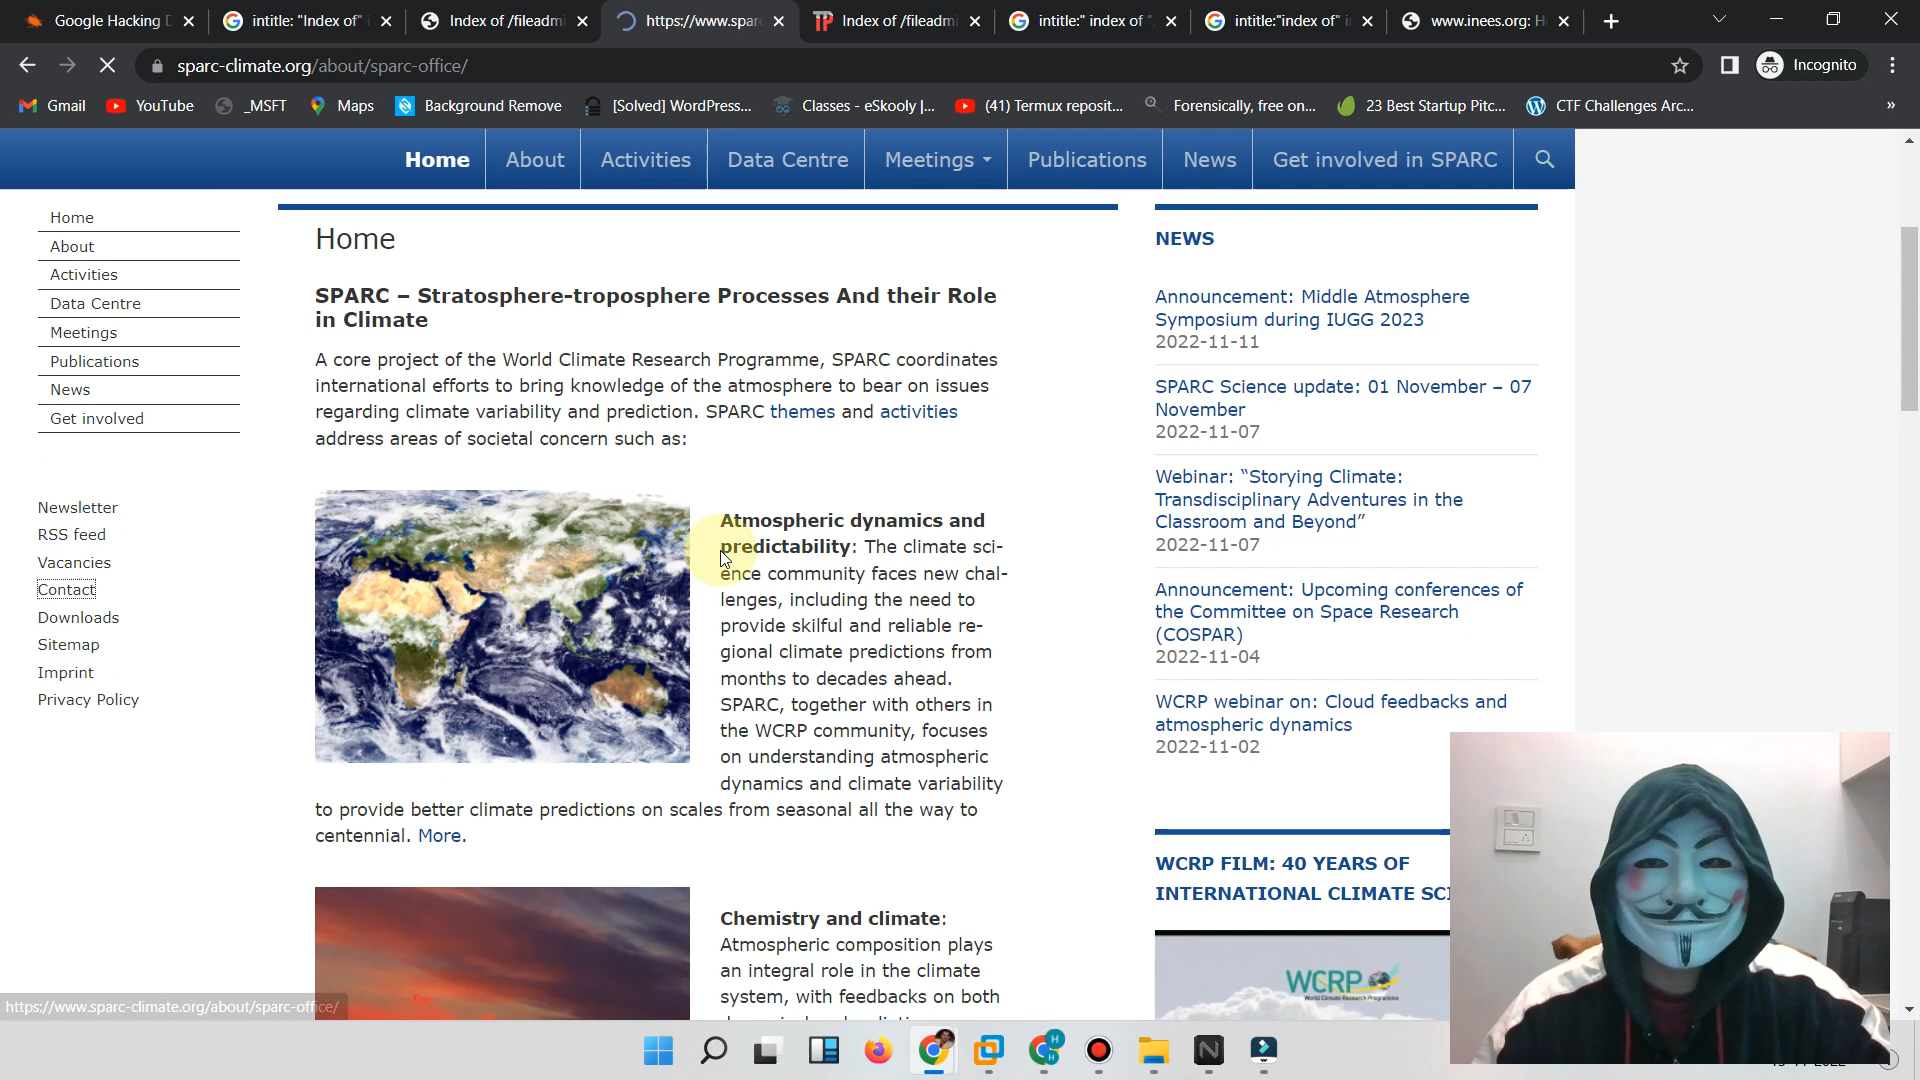 Google Hacking D
intitle: "Index of" i
Index of /fileadmi
https://www.spar
Index of /fileadmi
intitle:" index of "
intitle:"index of" i
www.inees.org: H
sparc-climate.org/about/sparc-office/
Incognito
Gmail
YouTube
_MSFT
Maps
Background Remove
[Solved] WordPress...
Classes - eSkooly |...
(41) Termux reposit...
Forensically, free on...
23 Best Startup Pitc...
CTF Challenges Arc...
»
Home
About
Activities
Data Centre
Meetings
Publications
News
Get involved in SPARC
Home
About
Activities
Data Centre
Meetings
Publications
News
Get involved
Newsletter
RSS feed
Vacancies
Contact
Downloads
Sitemap
Imprint
Privacy Policy
Home
SPARC – Stratosphere-troposphere Processes And their Role
in Climate
A core project of the World Climate Research Programme, SPARC coordinates
international efforts to bring knowledge of the atmosphere to bear on issues
regarding climate variability and prediction. SPARC themes and activities
address areas of societal concern such as:
Atmospheric dynamics and
predictability: The climate sci-
ence community faces new chal-
lenges, including the need to
provide skilful and reliable re-
gional climate predictions from
months to decades ahead.
SPARC, together with others in
the WCRP community, focuses
on understanding atmospheric
dynamics and climate variability
to provide better climate predictions on scales from seasonal all the way to
centennial. More.
Chemistry and climate:
Atmospheric composition plays
an integral role in the climate
system, with feedbacks on both
NEWS
Announcement: Middle Atmosphere
Symposium during IUGG 2023
2022-11-11
SPARC Science update: 01 November – 07
November
2022-11-07
Webinar: “Storying Climate:
Transdisciplinary Adventures in the
Classroom and Beyond”
2022-11-07
Announcement: Upcoming conferences of
the Committee on Space Research
(COSPAR)
2022-11-04
WCRP webinar on: Cloud feedbacks and
atmospheric dynamics
2022-11-02
WCRP FILM: 40 YEARS OF
INTERNATIONAL CLIMATE SCI
WCRP
World Climate Research Programme
https://www.sparc-climate.org/about/sparc-office/
H
H
N